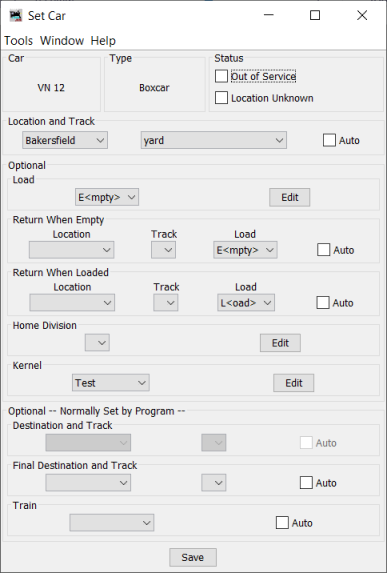 Set Car
Tools Window Help
Car Type Status
VN 12 Boxcar Out of Service
Location Unknown
Location and Track
Bakersfield yard Auto
Optional
Load
E<mpty> Edit
Return When Empty
Location Track Load
E<mpty> Auto
Return When Loaded
Location Track Load
L<oad> Auto
Home Division
Edit
Kernel
Test Edit
Optional -- Normally Set by Program --
Destination and Track
Auto
Final Destination and Track
Auto
Train
Auto
Save